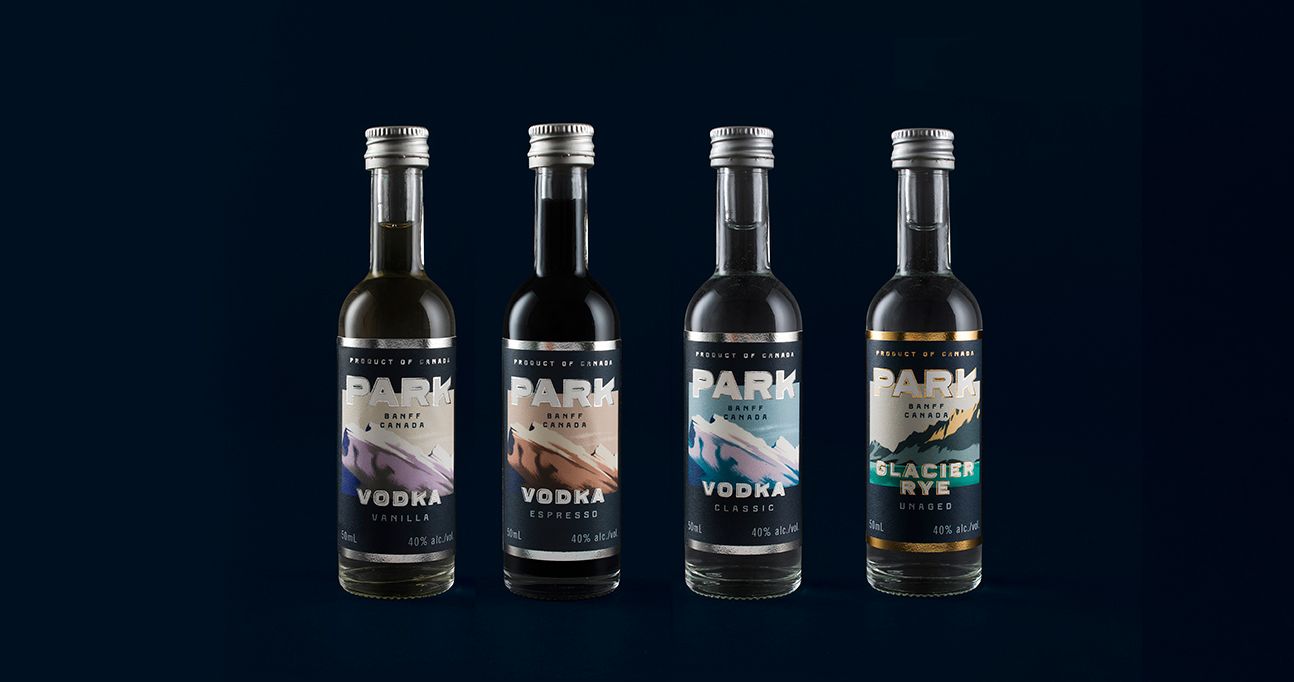 PRODUCT OF CANADA
PARK
BANFF
CANADA
VODKA
VANILLA
50mL 40% alc./vol.
PRODUCT OF CANADA
PARK
BANFF
CANADA
VODKA
ESPRESSO
50mL 40% alc./vol.
PRODUCT OF CANADA
PARK
BANFF
CANADA
VODKA
CLASSIC
50mL 40% alc./vol.
PRODUCT OF CANADA
PARK
BANFF
CANADA
GLACIER
RYE
UNAGED
50mL 40% alc./vol.